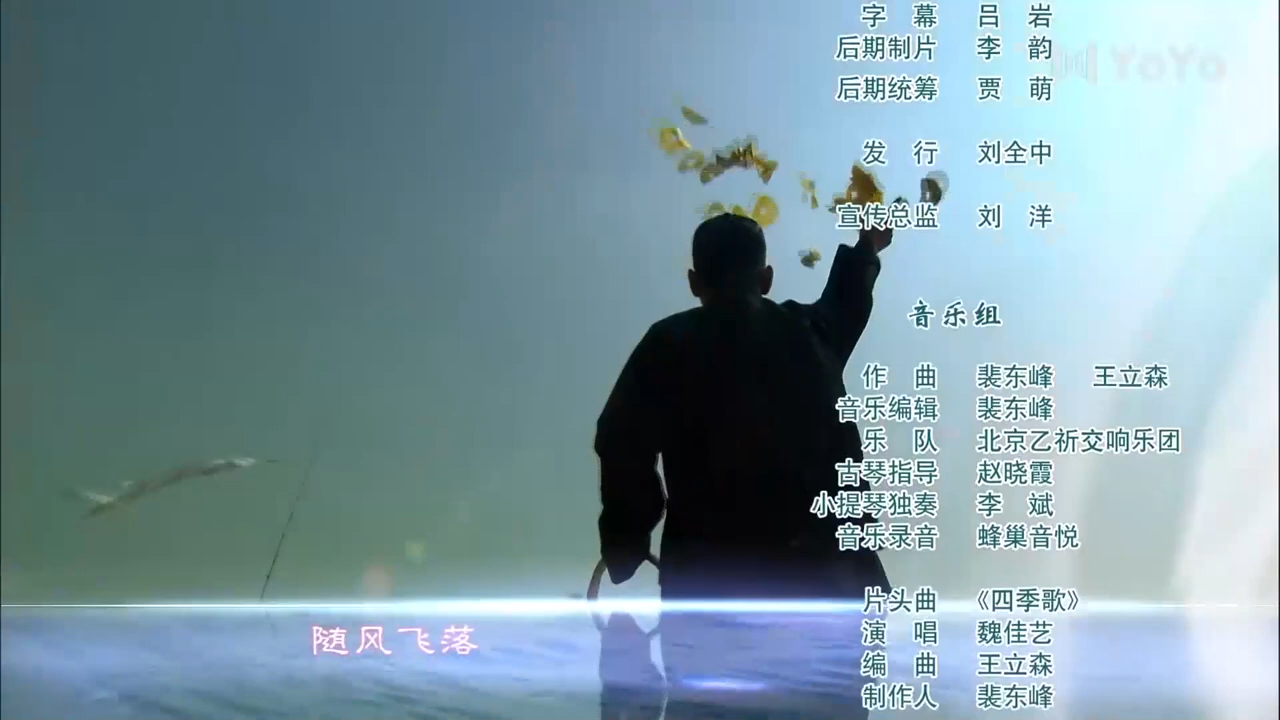 字 幕 吕 岩
后期制片 李 韵
YoYo
后期统筹 贾 萌
发 行 刘全中
宣传总监 刘 洋
音乐组
作 曲 裴东峰 王立森
音乐编辑 裴东峰
乐 队 北京乙祈交响乐团
古琴指导 赵晓霞
小提琴独奏 李 斌
音乐录音 蜂巢音悦
片头曲 《四季歌》
演 唱 魏佳艺
编 曲 王立森
制作人 裴东峰
随风飞落